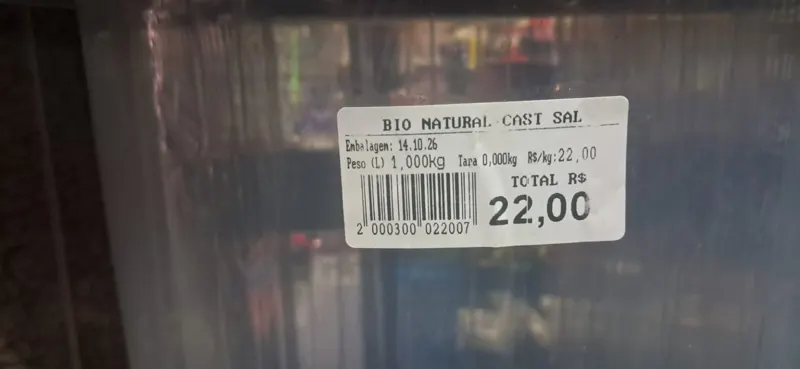 BIO NATURAL CAST SAL
Embalagem: 14.10.26
Peso (L) 1,000kg Tara 0,000kg R$/kg:22,00
TOTAL R$
22,00
2 000300 022007